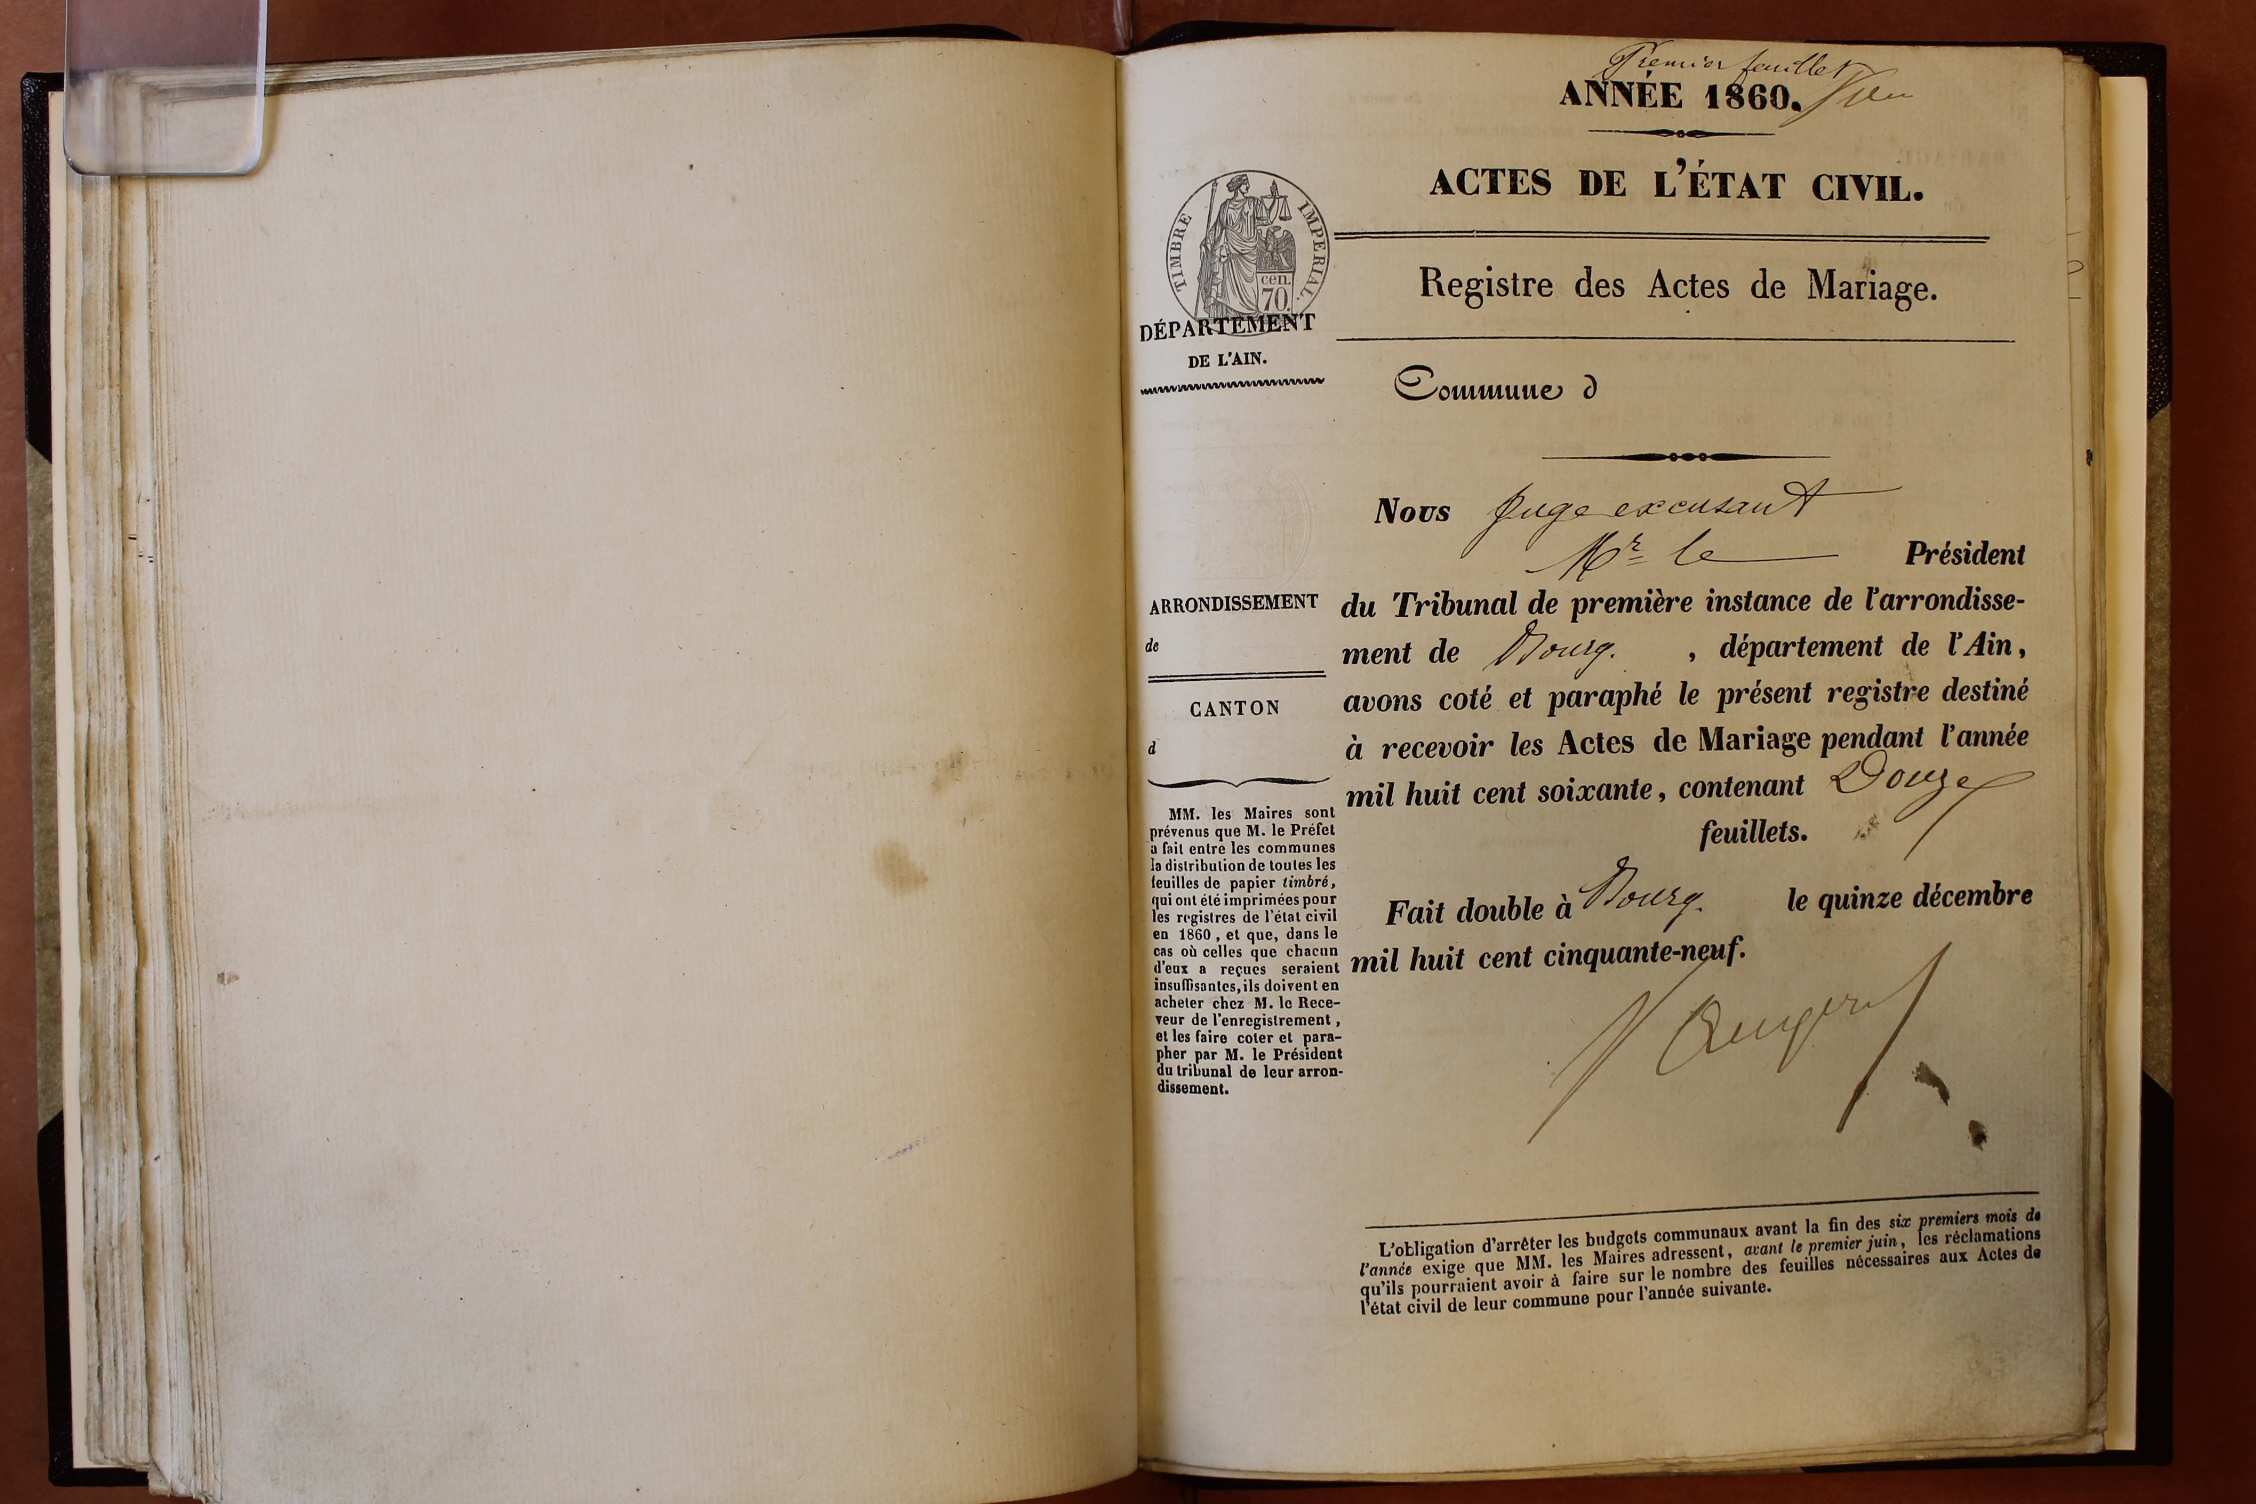 Premier feuillet
ANNÉE 1860.
ACTES DE L'ÉTAT CIVIL.
TIMBRE IMPERIAL.
cen.
70.
Registre des Actes de Mariage.
DÉPARTEMENT
DE L'AIN.
Commune d
Nous Juge excusant
Mr le Président
du Tribunal de première instance de l'arrondisse-
ment de Bourg. , département de l'Ain,
avons coté et paraphé le présent registre destiné
à recevoir les Actes de Mariage pendant l'année
mil huit cent soixante, contenant Douze
feuillets.
Fait double à Bourg. le quinze décembre
mil huit cent cinquante-neuf.
ARRONDISSEMENT
de
CANTON
d
MM. les Maires sont
prévenus que M. le Préfet
a fait entre les communes
la distribution de toutes les
feuilles de papier timbré,
qui ont été imprimées pour
les registres de l'état civil
en 1860, et que, dans le
cas où celles que chacun
d'eux a reçues seraient
insuffisantes, ils doivent en
acheter chez M. le Rece-
veur de l'enregistrement,
et les faire coter et para-
pher par M. le Président
du tribunal de leur arron-
dissement.
L'obligation d'arrêter les budgets communaux avant la fin des six premiers mois de
l'année exige que MM. les Maires adressent, avant le premier juin, les réclamations
qu'ils pourraient avoir à faire sur le nombre des feuilles nécessaires aux Actes de
l'état civil de leur commune pour l'année suivante.